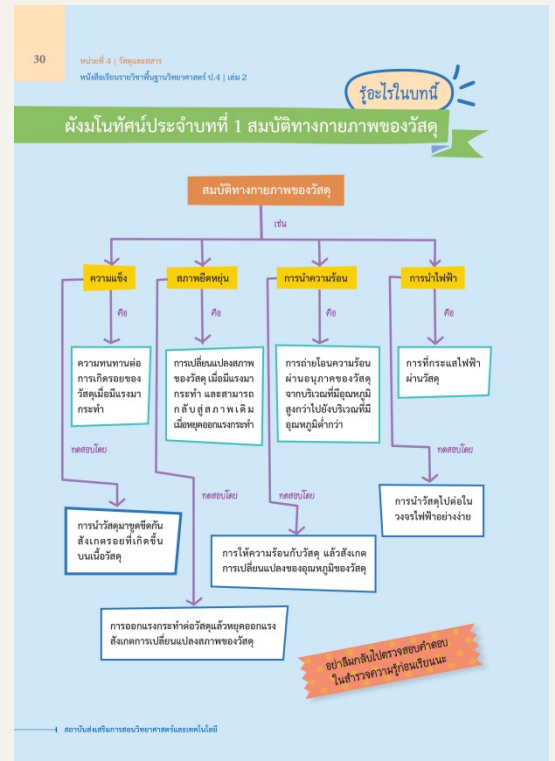 30
หน่วยที่ 4 | วัสดุและสสาร
หนังสือเรียนรายวิชาพื้นฐานวิทยาศาสตร์ ป.4 | เล่ม 2
รู้อะไรในบทนี้
ผังมโนทัศน์ประจำบทที่ 1 สมบัติทางกายภาพของวัสดุ
สมบัติทางกายภาพของวัสดุ
เช่น
ความแข็ง
สภาพยืดหยุ่น
การนำความร้อน
การนำไฟฟ้า
คือ
คือ
คือ
คือ
ความทนทานต่อ
การเกิดรอยของ
วัสดุเมื่อมีแรงมา
กระทำ
การเปลี่ยนแปลงสภาพ
ของวัสดุ เมื่อมีแรงมา
กระทำ และสามารถ
กลับสู่สภาพเดิม
เมื่อหยุดออกแรงกระทำ
การถ่ายโอนความร้อน
ผ่านอนุภาคของวัสดุ
จากบริเวณที่มีอุณหภูมิ
สูงกว่าไปยังบริเวณที่มี
อุณหภูมิต่ำกว่า
การที่กระแสไฟฟ้า
ผ่านวัสดุ
ทดสอบโดย
ทดสอบโดย
ทดสอบโดย
ทดสอบโดย
การนำวัสดุมาขูดขีดกัน
สังเกตรอยที่เกิดขึ้น
บนเนื้อวัสดุ
การให้ความร้อนกับวัสดุ แล้วสังเกต
การเปลี่ยนแปลงของอุณหภูมิของวัสดุ
การนำวัสดุไปต่อใน
วงจรไฟฟ้าอย่างง่าย
การออกแรงกระทำต่อวัสดุแล้วหยุดออกแรง
สังเกตการเปลี่ยนแปลงสภาพของวัสดุ
อย่าลืมกลับไปตรวจสอบคำตอบ
ในสำรวจความรู้ก่อนเรียนนะ
สถาบันส่งเสริมการสอนวิทยาศาสตร์และเทคโนโลยี